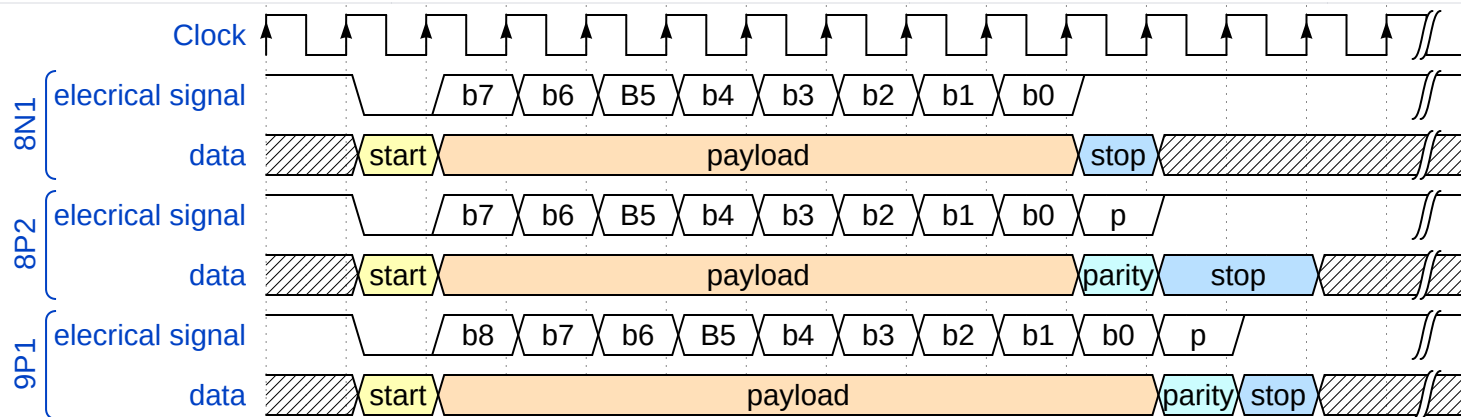 Clock
8N1
elecrical signal b7 b6 B5 b4 b3 b2 b1 b0
data start payload stop
8P2
elecrical signal b7 b6 B5 b4 b3 b2 b1 b0 p
data start payload parity stop
9P1
elecrical signal b8 b7 b6 B5 b4 b3 b2 b1 b0 p
data start payload parity stop